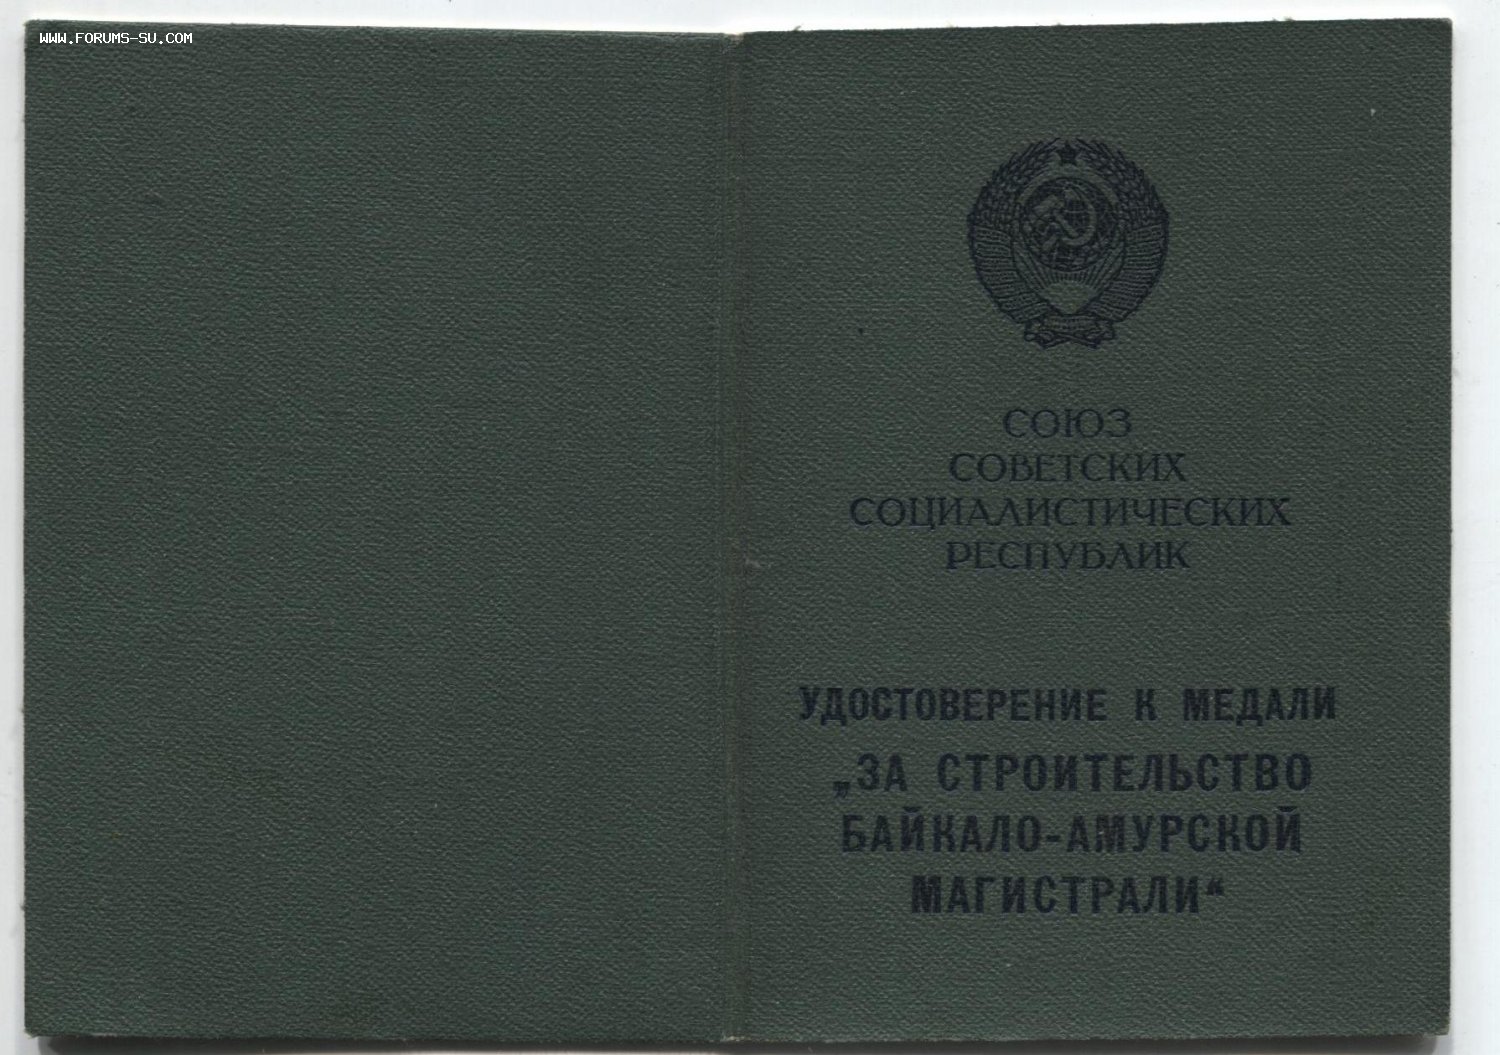 WWW.FORUMS-SU.COM
СОЮЗ
СОВЕТСКИХ
СОЦИАЛИСТИЧЕСКИХ
РЕСПУБЛИК
УДОСТОВЕРЕНИЕ К МЕДАЛИ
„ЗА СТРОИТЕЛЬСТВО
БАЙКАЛО-АМУРСКОЙ
МАГИСТРАЛИ“